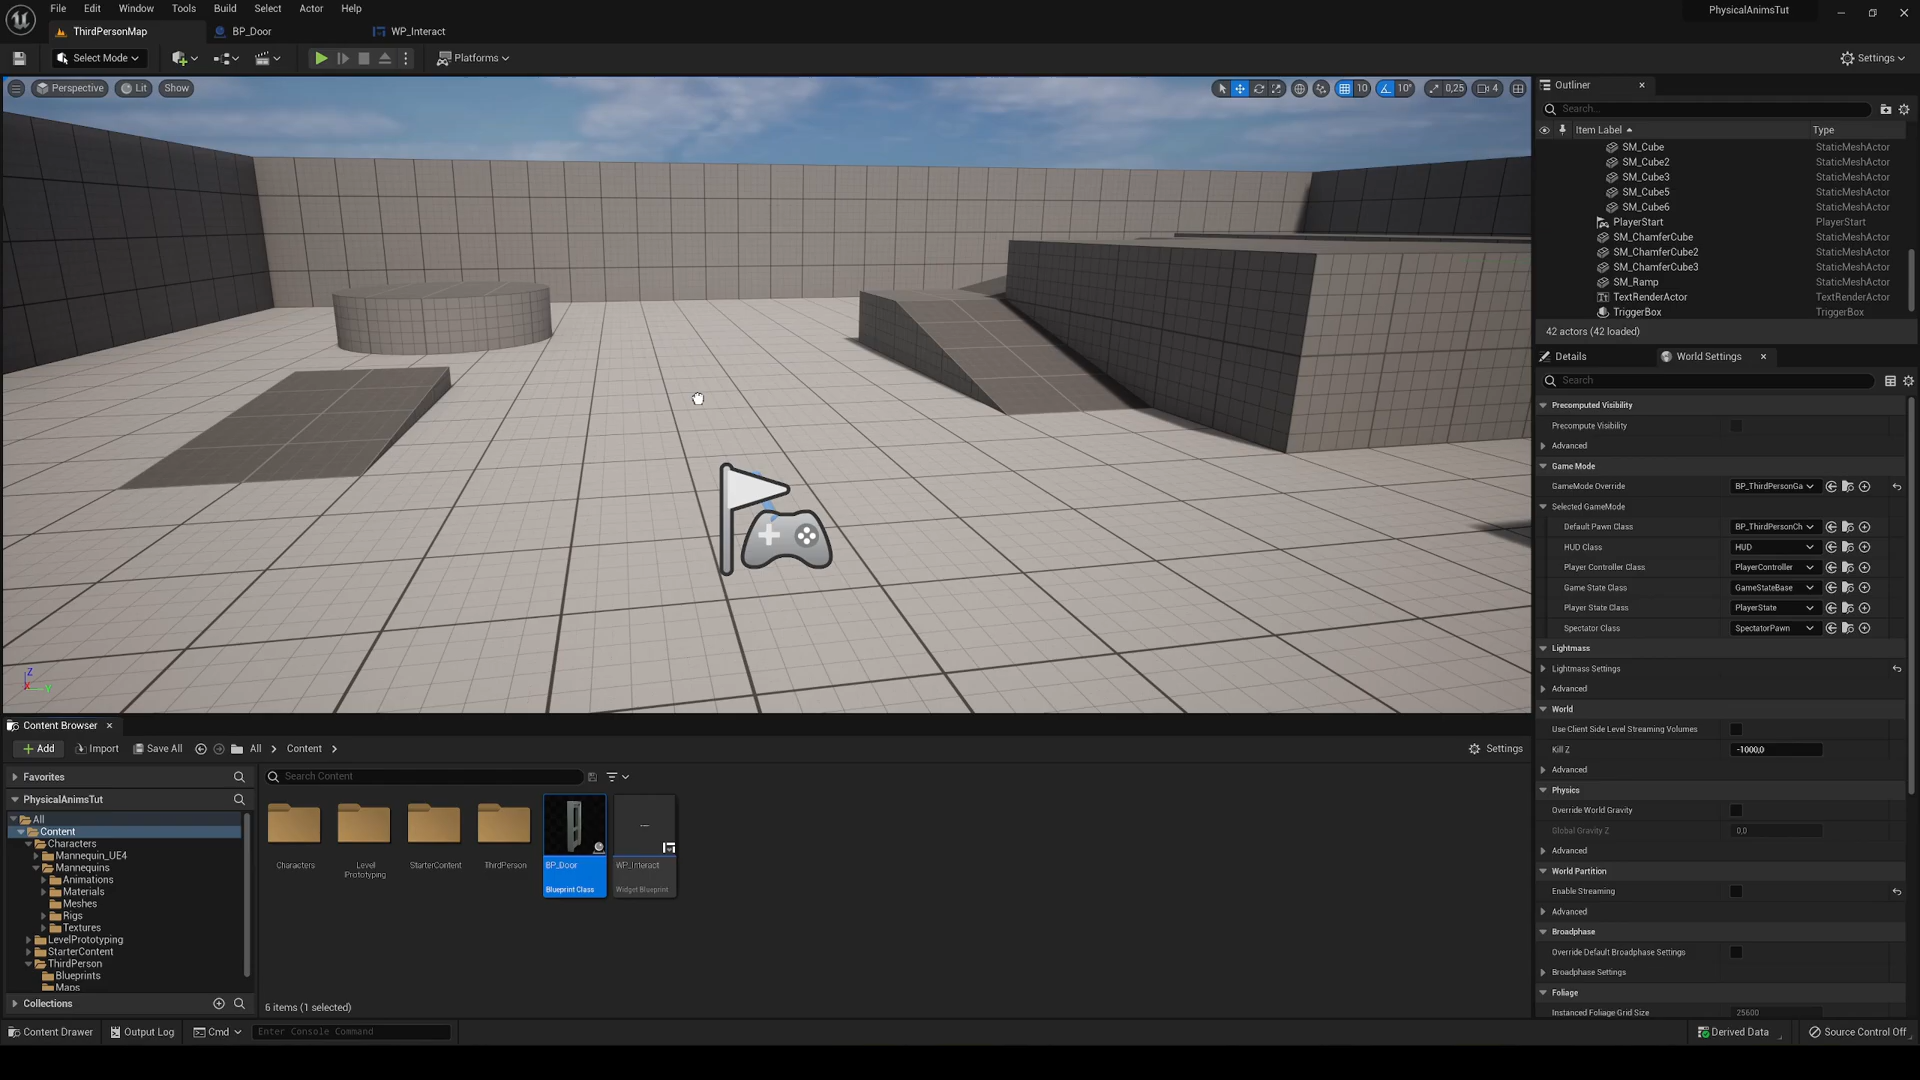 File Edit Window Tools Build Select Actor Help PhysicalAnimsTut
ThirdPersonMap BP_Door WP_Interact
Select Mode Platforms Settings
Perspective Lit Show 10 10° 0,25 4
Outliner
Search...
Item Label Type
SM_Cube StaticMeshActor
SM_Cube2 StaticMeshActor
SM_Cube3 StaticMeshActor
SM_Cube5 StaticMeshActor
SM_Cube6 StaticMeshActor
PlayerStart PlayerStart
SM_ChamferCube StaticMeshActor
SM_ChamferCube2 StaticMeshActor
SM_ChamferCube3 StaticMeshActor
SM_Ramp StaticMeshActor
TextRenderActor TextRenderActor
TriggerBox TriggerBox
42 actors (42 loaded)
Details World Settings
Search
Precomputed Visibility
Precompute Visibility
Advanced
Game Mode
GameMode Override BP_ThirdPersonGa
Selected GameMode
Default Pawn Class BP_ThirdPersonCh
HUD Class HUD
Player Controller Class PlayerController
Game State Class GameStateBase
Player State Class PlayerState
Spectator Class SpectatorPawn
Lightmass
Lightmass Settings
Advanced
World
Use Client Side Level Streaming Volumes
Kill Z -1000,0
Advanced
Physics
Override World Gravity
Global Gravity Z 0,0
Advanced
World Partition
Enable Streaming
Advanced
Broadphase
Override Default Broadphase Settings
Broadphase Settings
Foliage
Instanced Foliage Grid Size 25600
Z
X Y
Content Browser
Add Import Save All All Content Settings
Favorites
PhysicalAnimsTut
All
Content
Characters
Mannequin_UE4
Mannequins
Animations
Materials
Meshes
Rigs
Textures
LevelPrototyping
StarterContent
ThirdPerson
Blueprints
Maps
Collections
Search Content
Characters
Level
Prototyping
StarterContent
ThirdPerson
BP_Door
Blueprint Class
WP_Interact
Widget Blueprint
6 items (1 selected)
Content Drawer Output Log Cmd Enter Console Command Derived Data Source Control Off